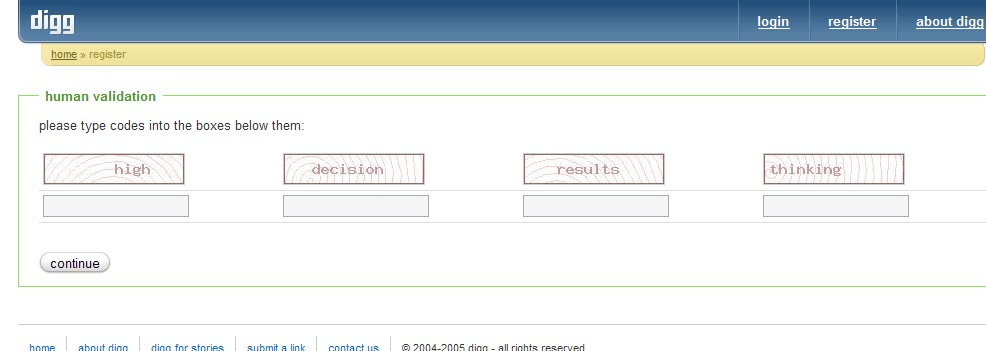 digg login register about digg
home » register
human validation
please type codes into the boxes below them:
high decision results thinking
continue
home about digg digg for stories submit a link contact us © 2004-2005 digg - all rights reserved